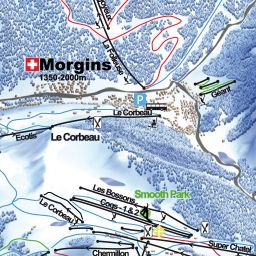 La Foilleuse
Morgins
1350-2000m
Géant
P
Le Corbeau
Ecotis
Le Corbeau
Les Bossons
Smooth Park
Coqs - 1 & 2
Le Corbeau
Super Chatel
Chermillon